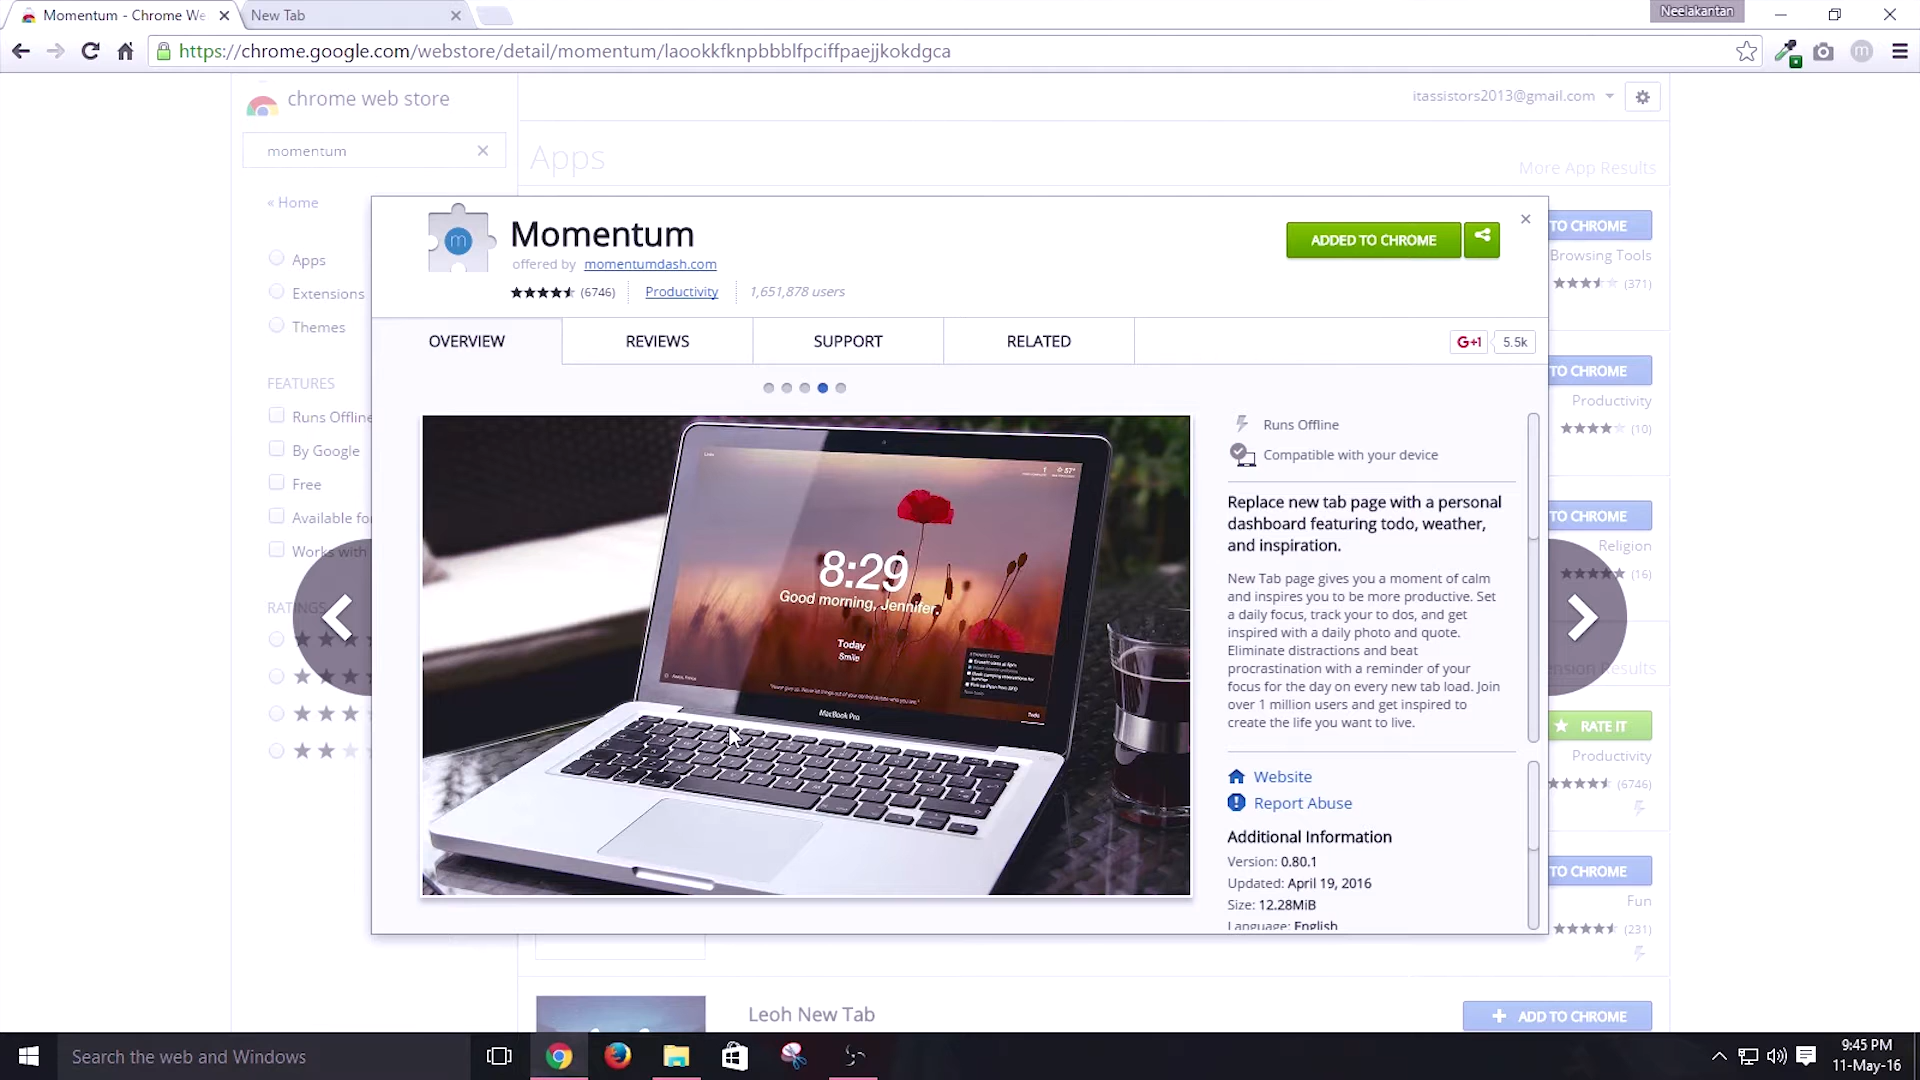 Momentum - Chrome We
New Tab
Neelakantan
https://chrome.google.com/webstore/detail/momentum/laookkfknpbbblfpciffpaejjkokdgca
m
chrome web store
itassistors2013@gmail.com
momentum
Apps
More App Results
« Home
Apps
Extensions
Themes
FEATURES
Runs Offline
By Google
Free
Available fo
Works with
RATINGS
m
Momentum
offered by momentumdash.com
(6746)
Productivity
1,651,878 users
ADDED TO CHROME
OVERVIEW
REVIEWS
SUPPORT
RELATED
G+1
5.5k
8:29
Good morning, Jennifer.
Today
Smile
57°
Todo
MacBook Pro
Runs Offline
Compatible with your device
Replace new tab page with a personal
dashboard featuring todo, weather,
and inspiration.
New Tab page gives you a moment of calm
and inspires you to be more productive. Set
a daily focus, track your to dos, and get
inspired with a daily photo and quote.
Eliminate distractions and beat
procrastination with a reminder of your
focus for the day on every new tab load. Join
over 1 million users and get inspired to
create the life you want to live.
Website
Report Abuse
Additional Information
Version: 0.80.1
Updated: April 19, 2016
Size: 12.28MiB
Language: English
TO CHROME
Browsing Tools
(371)
TO CHROME
Productivity
(10)
TO CHROME
Religion
(16)
ension Results
RATE IT
Productivity
(6746)
TO CHROME
Fun
(231)
Leoh New Tab
ADD TO CHROME
Search the web and Windows
9:45 PM
11-May-16